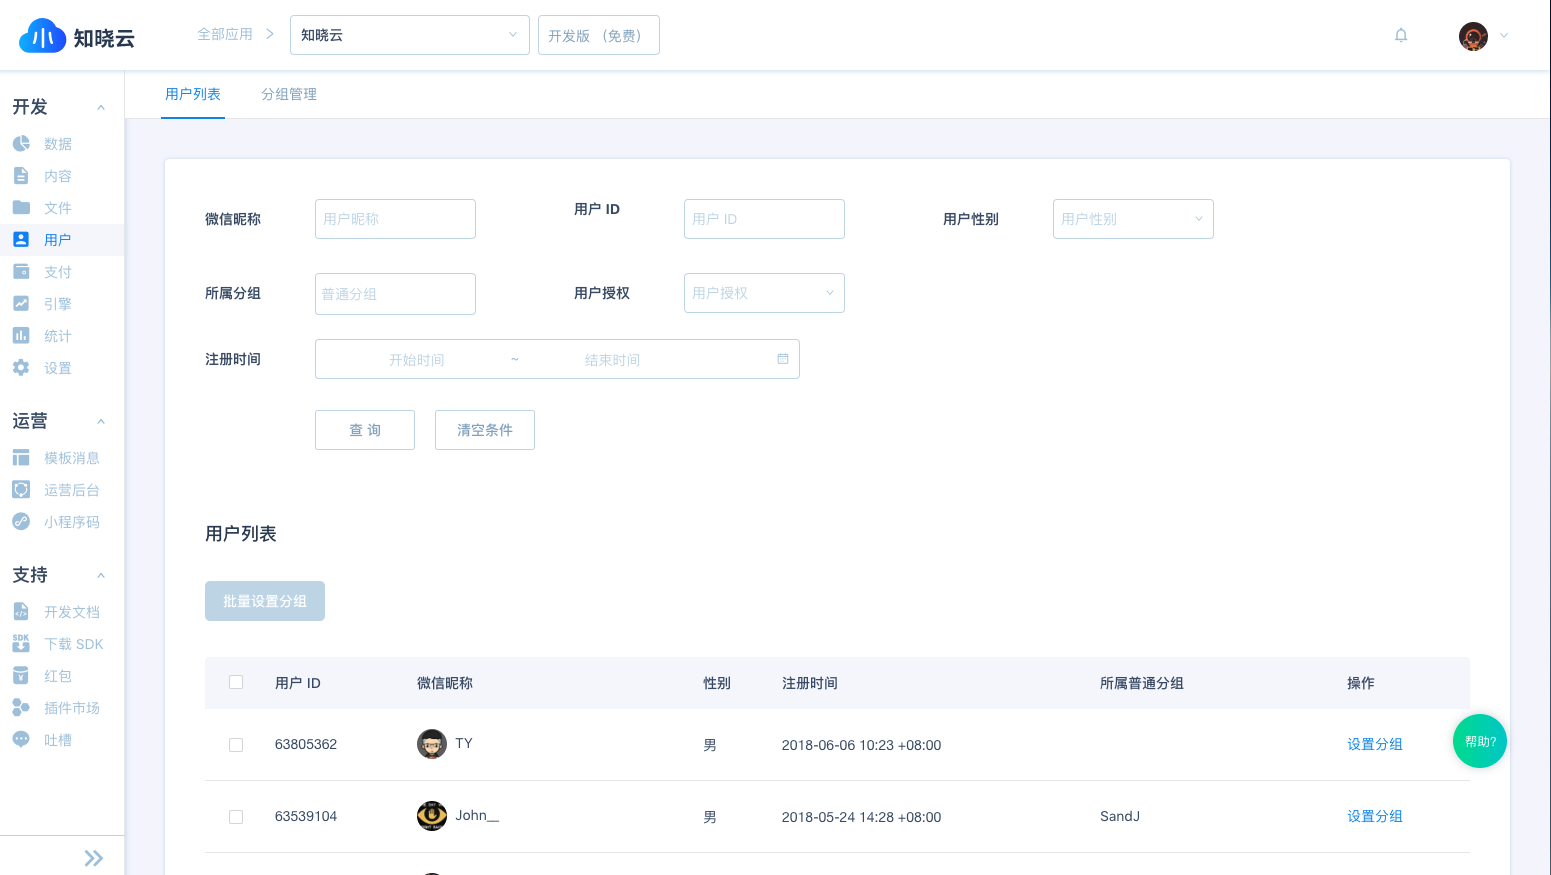 知晓云
全部应用
知晓云
开发版 （免费）
用户列表
分组管理
开发
数据
内容
文件
用户
支付
引擎
统计
设置
运营
模板消息
运营后台
小程序码
支持
开发文档
SDK
下载 SDK
红包
插件市场
吐槽
微信昵称
用户昵称
用户 ID
用户 ID
用户性别
用户性别
所属分组
普通分组
用户授权
用户授权
注册时间
开始时间 ~ 结束时间
查 询
清空条件
用户列表
批量设置分组
用户 ID 微信昵称 性别 注册时间 所属普通分组 操作
63805362 TY 男 2018-06-06 10:23 +08:00 设置分组
63539104 John__ 男 2018-05-24 14:28 +08:00 SandJ 设置分组
帮助?